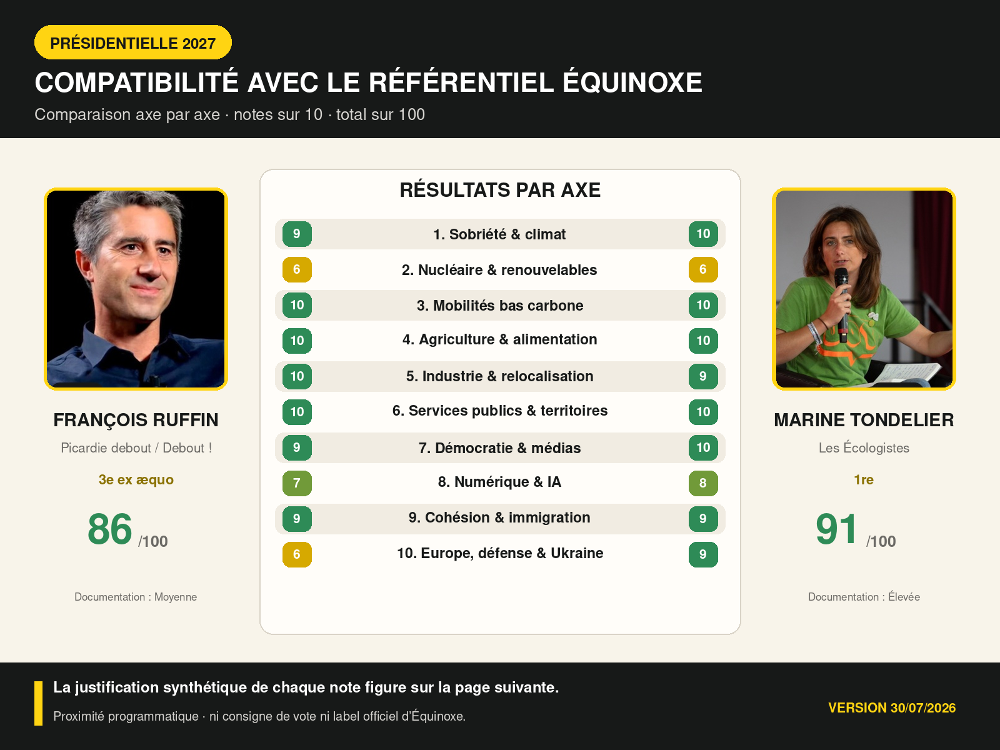 PRÉSIDENTIELLE 2027
COMPATIBILITÉ AVEC LE RÉFÉRENTIEL ÉQUINOXE
Comparaison axe par axe · notes sur 10 · total sur 100
RÉSULTATS PAR AXE
9 1. Sobriété & climat 10
6 2. Nucléaire & renouvelables 6
10 3. Mobilités bas carbone 10
10 4. Agriculture & alimentation 10
10 5. Industrie & relocalisation 9
10 6. Services publics & territoires 10
9 7. Démocratie & médias 10
7 8. Numérique & IA 8
9 9. Cohésion & immigration 9
6 10. Europe, défense & Ukraine 9
FRANÇOIS RUFFIN
Picardie debout / Debout !
3e ex æquo
86 /100
Documentation : Moyenne
MARINE TONDELIER
Les Écologistes
1re
91 /100
Documentation : Élevée
La justification synthétique de chaque note figure sur la page suivante.
Proximité programmatique · ni consigne de vote ni label officiel d'Équinoxe.
VERSION 30/07/2026